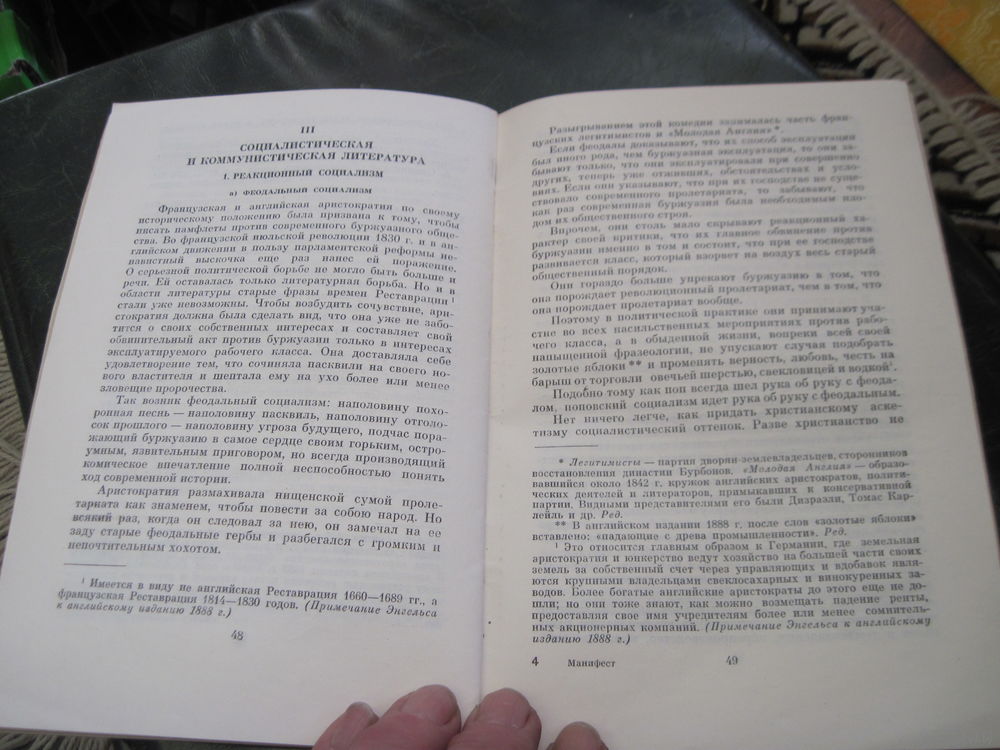 III
СОЦИАЛИСТИЧЕСКАЯ
И КОММУНИСТИЧЕСКАЯ ЛИТЕРАТУРА
1. РЕАКЦИОННЫЙ СОЦИАЛИЗМ
а) ФЕОДАЛЬНЫЙ СОЦИАЛИЗМ
Французская и английская аристократия по своему
историческому положению была призвана к тому, чтобы
писать памфлеты против современного буржуазного обще-
ства. Во французской июльской революции 1830 г. и в ан-
глийском движении в пользу парламентской реформы не-
навистный выскочка еще раз нанес ей поражение.
О серьезной политической борьбе не могло быть больше и
речи. Ей оставалась только литературная борьба. Но и в
области литературы старые фразы времен Реставрации ¹
стали уже невозможны. Чтобы возбудить сочувствие, ари-
стократия должна была сделать вид, что она уже не забо-
тится о своих собственных интересах и составляет свой
обвинительный акт против буржуазии только в интересах
эксплуатируемого рабочего класса. Она доставляла себе
удовлетворение тем, что сочиняла пасквили на своего но-
вого властителя и шептала ему на ухо более или менее
зловещие пророчества.
Так возник феодальный социализм: наполовину похо-
ронная песнь — наполовину пасквиль, наполовину отголо-
сок прошлого — наполовину угроза будущего, подчас пора-
жающий буржуазию в самое сердце своим горьким, остро-
умным, язвительным приговором, но всегда производящий
комическое впечатление полной неспособностью понять
ход современной истории.
Аристократия размахивала нищенской сумой проле-
тариата как знаменем, чтобы повести за собою народ. Но
всякий раз, когда он следовал за нею, он замечал на ее
заду старые феодальные гербы и разбегался с громким и
непочтительным хохотом.
¹ Имеется в виду не английская Реставрация 1660—1689 гг., а
французская Реставрация 1814—1830 годов. (Примечание Энгельса
к английскому изданию 1888 г.)
48
Разыгрыванием этой комедии занималась часть фран-
цузских легитимистов и «Молодая Англия» *.
Если феодалы доказывают, что их способ эксплуатации
был иного рода, чем буржуазная эксплуатация, то они за-
бывают только, что они эксплуатировали при совершенно
других, теперь уже отживших, обстоятельствах и усло-
виях. Если они указывают, что при их господстве не суще-
ствовало современного пролетариата, то забывают, что
как раз современная буржуазия была необходимым пло-
дом их общественного строя.
Впрочем, они столь мало скрывают реакционный ха-
рактер своей критики, что их главное обвинение против
буржуазии именно в том и состоит, что при ее господстве
развивается класс, который взорвет на воздух весь старый
общественный порядок.
Они гораздо больше упрекают буржуазию в том, что
она порождает революционный пролетариат, чем в том, что
она порождает пролетариат вообще.
Поэтому в политической практике они принимают уча-
стие во всех насильственных мероприятиях против рабо-
чего класса, а в обыденной жизни, вопреки всей своей
напыщенной фразеологии, не упускают случая подобрать
золотые яблоки ** и променять верность, любовь, честь на
барыш от торговли овечьей шерстью, свекловицей и водкой ¹.
Подобно тому как поп всегда шел рука об руку с феода-
лом, поповский социализм идет рука об руку с феодальным.
Нет ничего легче, как придать христианскому аске-
тизму социалистический оттенок. Разве христианство не
* Легитимисты — партия дворян-землевладельцев, сторонников
восстановления династии Бурбонов. «Молодая Англия» — образо-
вавшийся около 1842 г. кружок английских аристократов, полити-
ческих деятелей и литераторов, примыкавших к консервативной
партии. Видными представителями его были Дизраэли, Томас Кар-
лейль и др. Ред.
** В английском издании 1888 г. после слов «золотые яблоки»
вставлено: «падающие с древа промышленности». Ред.
¹ Это относится главным образом к Германии, где земельная
аристократия и юнкерство ведут хозяйство на большей части своих
земель за собственный счет через управляющих и вдобавок явля-
ются крупными владельцами свеклосахарных и винокуренных за-
водов. Более богатые английские аристократы до этого еще не до-
шли; но они тоже знают, как можно возмещать падение ренты,
предоставляя свое имя учредителям более или менее сомнитель-
ных акционерных компаний. (Примечание Энгельса к английскому
изданию 1888 г.)
4 Манифест
49